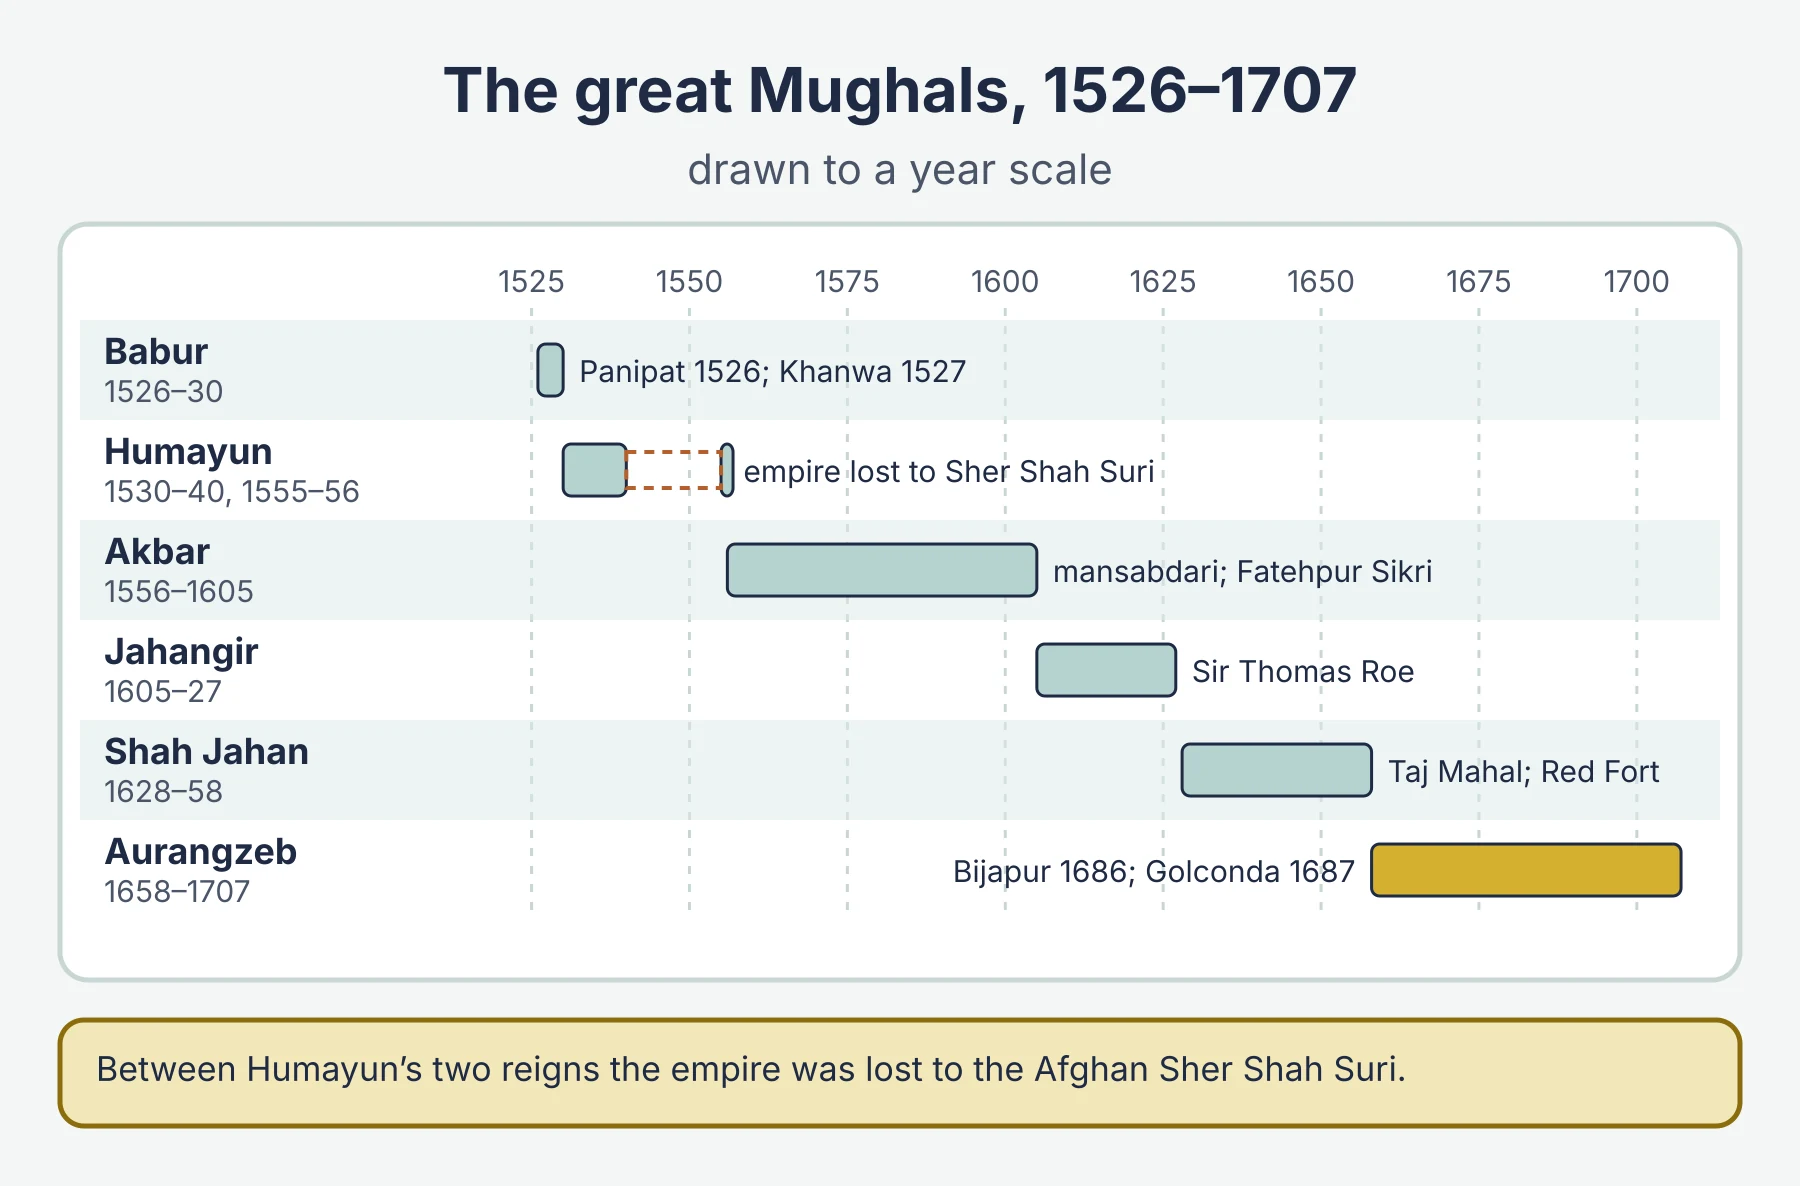 The great Mughals, 1526–1707
drawn to a year scale
1525 1550 1575 1600 1625 1650 1675 1700
Babur
1526–30
Panipat 1526; Khanwa 1527
Humayun
1530–40, 1555–56
empire lost to Sher Shah Suri
Akbar
1556–1605
mansabdari; Fatehpur Sikri
Jahangir
1605–27
Sir Thomas Roe
Shah Jahan
1628–58
Taj Mahal; Red Fort
Aurangzeb
1658–1707
Bijapur 1686; Golconda 1687
Between Humayun’s two reigns the empire was lost to the Afghan Sher Shah Suri.